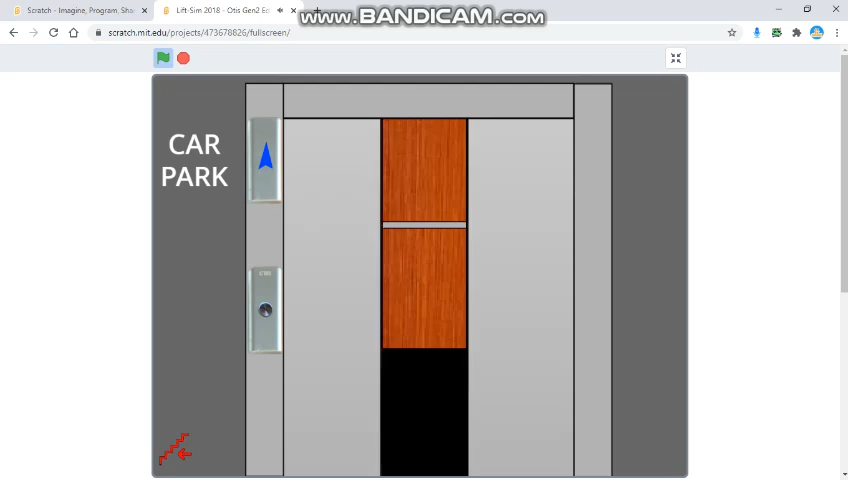 Scratch - Imagine, Program, Sha
Lift-Sim 2018 - Otis Gen2 Ed
www.BANDICAM.com
scratch.mit.edu/projects/473678826/fullscreen/
CAR
PARK